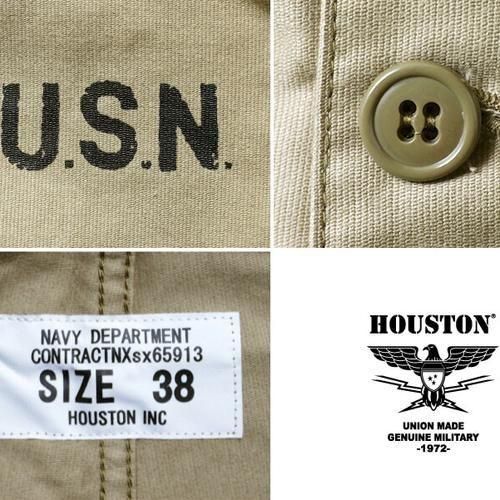 U.S.N.
NAVY DEPARTMENT
CONTRACTNXsx65913
SIZE 38
HOUSTON INC
HOUSTON®
UNION MADE
GENUINE MILITARY
-1972-